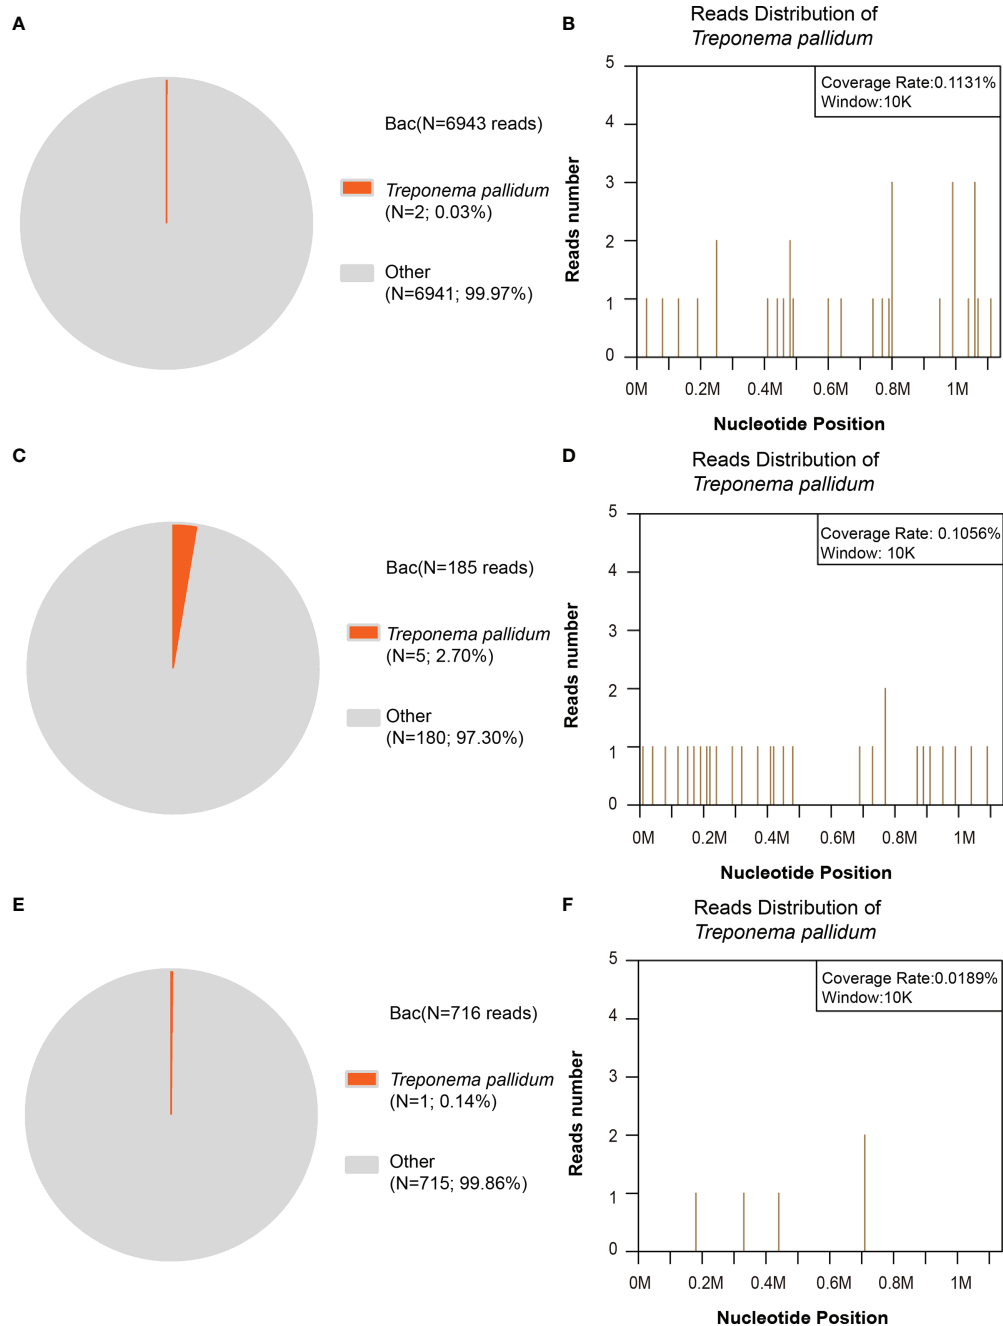 A
Bac(N=6943 reads)
Treponema pallidum
(N=2; 0.03%)
Other
(N=6941; 99.97%)
B
Reads Distribution of
Treponema pallidum
Coverage Rate:0.1131%
Window:10K
Reads number
5
4
3
2
1
0
0M 0.2M 0.4M 0.6M 0.8M 1M
Nucleotide Position
C
Bac(N=185 reads)
Treponema pallidum
(N=5; 2.70%)
Other
(N=180; 97.30%)
D
Reads Distribution of
Treponema pallidum
Coverage Rate: 0.1056%
Window: 10K
Reads number
5
4
3
2
1
0
0M 0.2M 0.4M 0.6M 0.8M 1M
Nucleotide Position
E
Bac(N=716 reads)
Treponema pallidum
(N=1; 0.14%)
Other
(N=715; 99.86%)
F
Reads Distribution of
Treponema pallidum
Coverage Rate:0.0189%
Window:10K
Reads number
5
4
3
2
1
0
0M 0.2M 0.4M 0.6M 0.8M 1M
Nucleotide Position